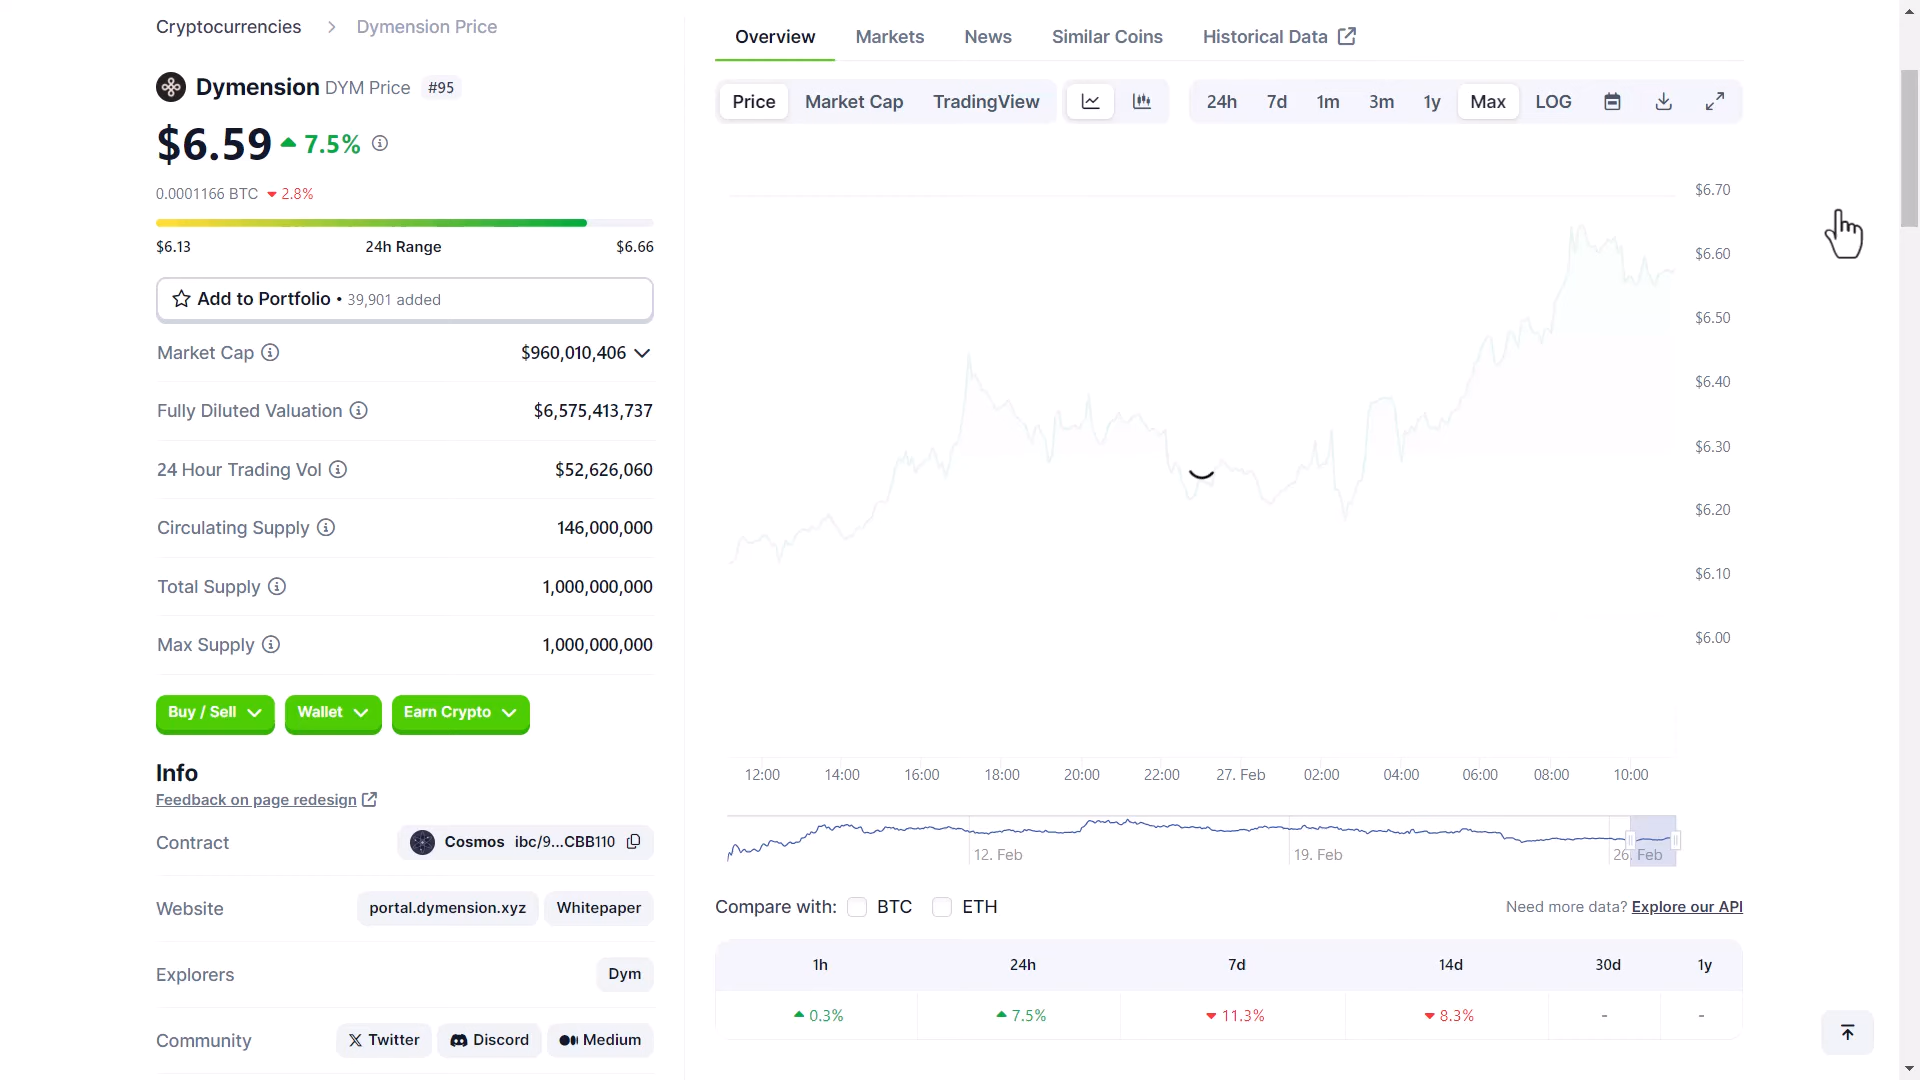 Cryptocurrencies > Dymension Price
Dymension DYM Price #95
$6.59 7.5%
0.0001166 BTC 2.8%
$6.13 24h Range $6.66
Add to Portfolio • 39,901 added
Market Cap $960,010,406
Fully Diluted Valuation $6,575,413,737
24 Hour Trading Vol $52,626,060
Circulating Supply 146,000,000
Total Supply 1,000,000,000
Max Supply 1,000,000,000
Buy / Sell Wallet Earn Crypto
Info
Feedback on page redesign
Contract Cosmos ibc/9...CBB110
Website portal.dymension.xyz Whitepaper
Explorers Dym
Community Twitter Discord Medium
Overview Markets News Similar Coins Historical Data
Price Market Cap TradingView 24h 7d 1m 3m 1y Max LOG
$6.70
$6.60
$6.50
$6.40
$6.30
$6.20
$6.10
$6.00
12:00 14:00 16:00 18:00 20:00 22:00 27. Feb 02:00 04:00 06:00 08:00 10:00
12. Feb 19. Feb 26. Feb
Compare with: BTC ETH Need more data? Explore our API
1h 24h 7d 14d 30d 1y
0.3% 7.5% 11.3% 8.3% - -